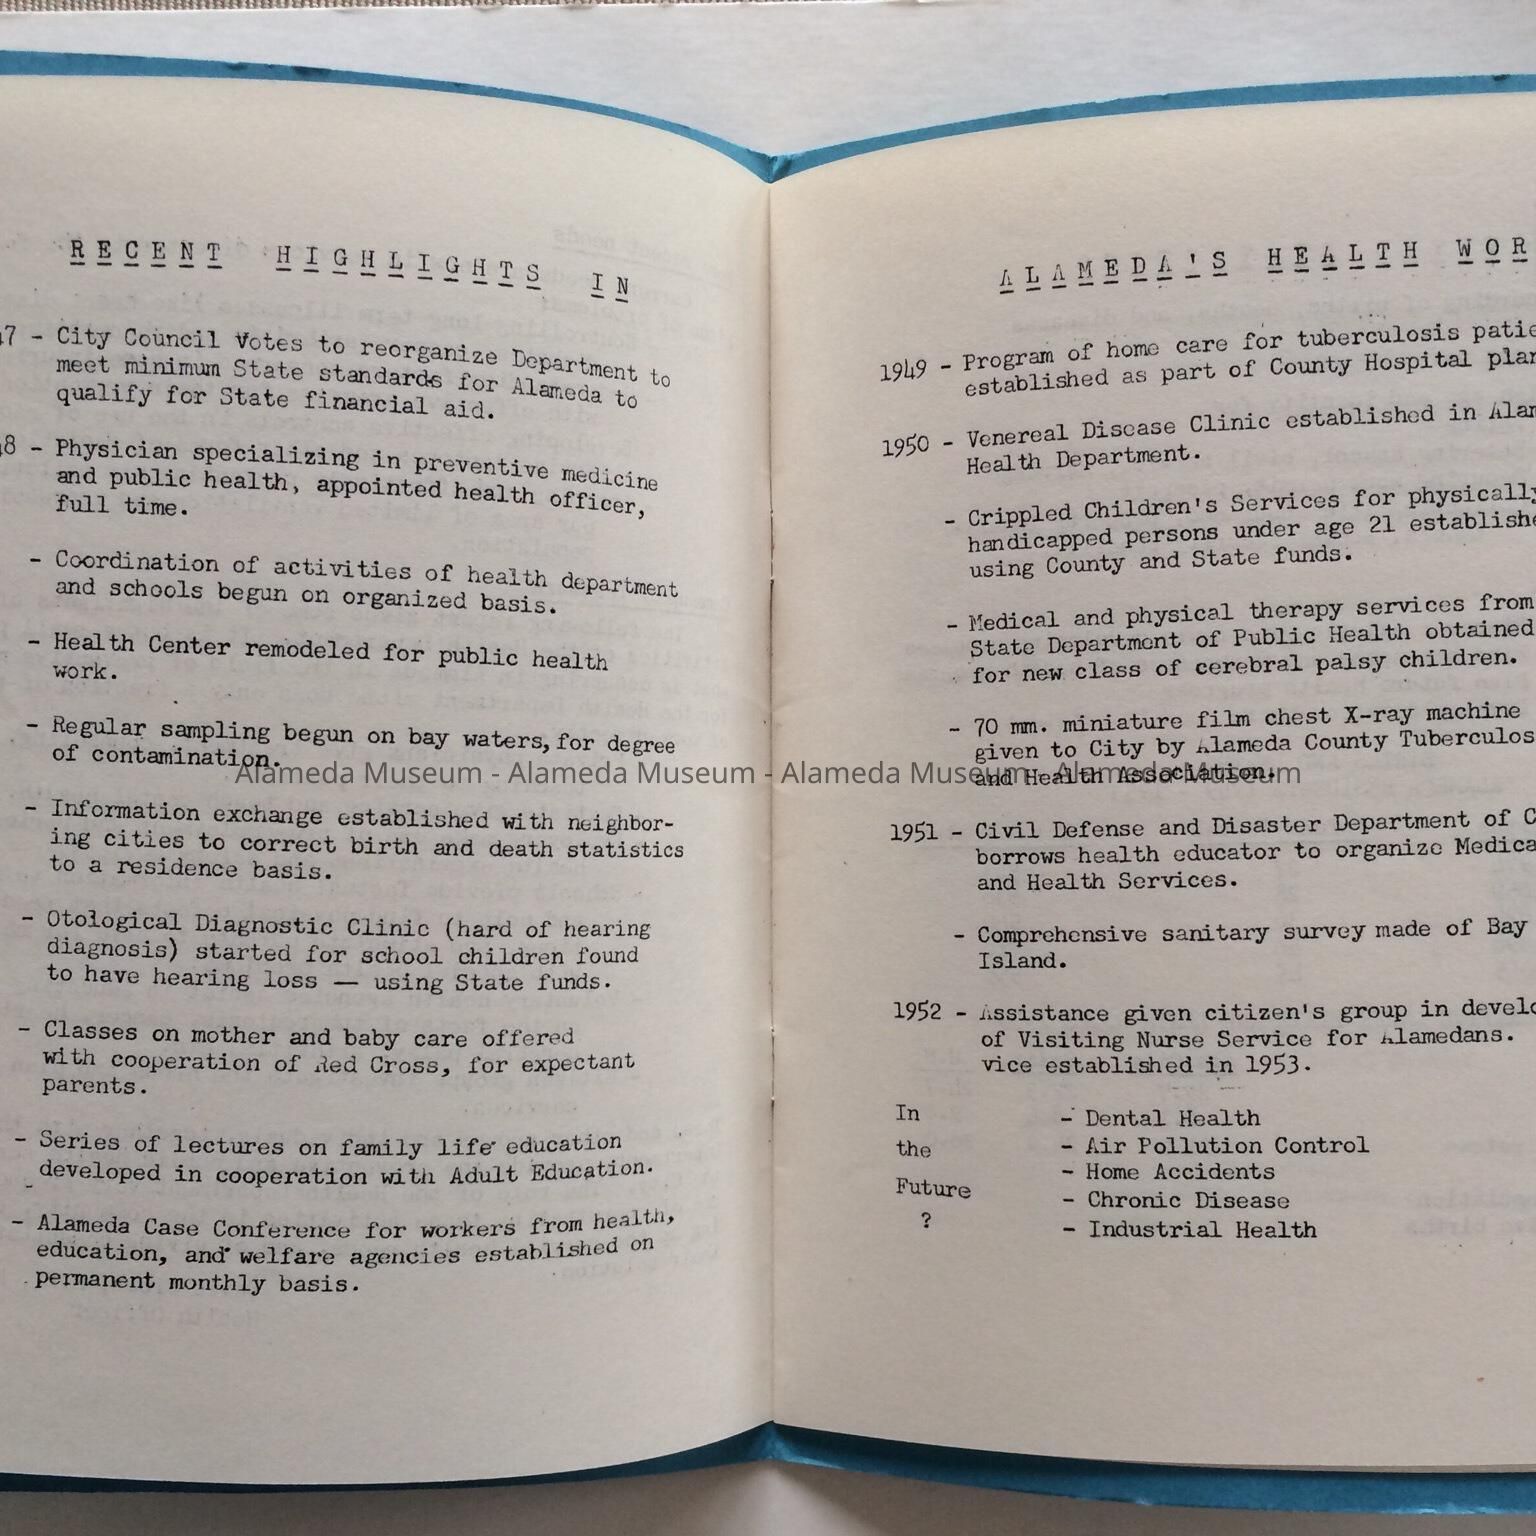 RECENT HIGHLIGHTS IN
7 - City Council Votes to reorganize Department to
meet minimum State standards for Alameda to
qualify for State financial aid.
8 - Physician specializing in preventive medicine
and public health, appointed health officer,
full time.
- Coordination of activities of health department
and schools begun on organized basis.
- Health Center remodeled for public health
work.
- Regular sampling begun on bay waters, for degree
of contamination.
- Information exchange established with neighbor-
ing cities to correct birth and death statistics
to a residence basis.
- Otological Diagnostic Clinic (hard of hearing
diagnosis) started for school children found
to have hearing loss — using State funds.
- Classes on mother and baby care offered
with cooperation of Red Cross, for expectant
parents.
- Series of lectures on family life education
developed in cooperation with Adult Education.
- Alameda Case Conference for workers from health,
education, and welfare agencies established on
permanent monthly basis.
ALAMEDA'S HEALTH WOR
1949 - Program of home care for tuberculosis patie
established as part of County Hospital plan
1950 - Venereal Disease Clinic established in Alam
Health Department.
- Crippled Children's Services for physically
handicapped persons under age 21 establishe
using County and State funds.
- Medical and physical therapy services from
State Department of Public Health obtained
for new class of cerebral palsy children.
- 70 mm. miniature film chest X-ray machine
given to City by Alameda County Tuberculos
and Health Association.
1951 - Civil Defense and Disaster Department of C
borrows health educator to organize Medica
and Health Services.
- Comprehensive sanitary survey made of Bay
Island.
1952 - Assistance given citizen's group in develo
of Visiting Nurse Service for Alamedans.
vice established in 1953.
In
the
Future
?
- Dental Health
- Air Pollution Control
- Home Accidents
- Chronic Disease
- Industrial Health
Alameda Museum - Alameda Museum - Alameda Museum - Alameda Museum